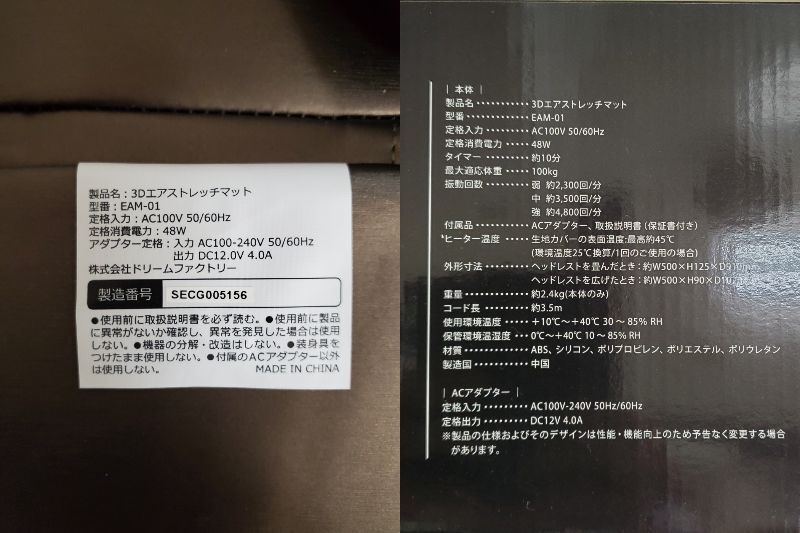 製品名：3Dエアストレッチマット
型番：EAM-01
定格入力：AC100V 50/60Hz
定格消費電力：48W
アダプター定格：入力 AC100-240V 50/60Hz
出力 DC12.0V 4.0A
株式会社ドリームファクトリー
製造番号 SECG005156
●使用前に取扱説明書を必ず読む。●使用前に製品
に異常がないか確認し、異常を発見した場合は使用
しない。●機器の分解・改造はしない。●装身具を
つけたまま使用しない。●付属のACアダプター以外
は使用しない。 MADE IN CHINA
| 本体 |
製品名・・・・・・・・・・・3Dエアストレッチマット
型番・・・・・・・・・・・・・EAM-01
定格入力・・・・・・・・・AC100V 50/60Hz
定格消費電力・・・・・48W
タイマー・・・・・・・・・約10分
最大適応体重・・・・・100kg
振動回数・・・・・・・・・弱 約2,300回/分
中 約3,500回/分
強 約4,800回/分
付属品・・・・・・・・・・・ACアダプター、取扱説明書（保証書付き）
ヒーター温度・・・・・生地カバーの表面温度:最高約45℃
（環境温度25℃換算/1回のご使用の場合）
外形寸法・・・・・・・・・ヘッドレストを畳んだとき：約W500×H125×D910mm
ヘッドレストを広げたとき：約W500×H90×
重量・・・・・・・・・・・・・約2.4kg(本体のみ)
コード長・・・・・・・・・約3.5m
使用環境温度・・・・・+10℃〜+40℃ 30〜85% RH
保管環境温湿度・・・0℃〜+40℃ 10〜85% RH
材質・・・・・・・・・・・・・ABS、シリコン、ポリプロピレン、ポリエステル、ポリウレタン
製造国・・・・・・・・・・・中国
| ACアダプター |
定格入力・・・・・・・・・AC100V-240V 50Hz/60Hz
定格出力・・・・・・・・・DC12V 4.0A
※製品の仕様およびそのデザインは性能・機能向上のため予告なく変更する場合
があります。